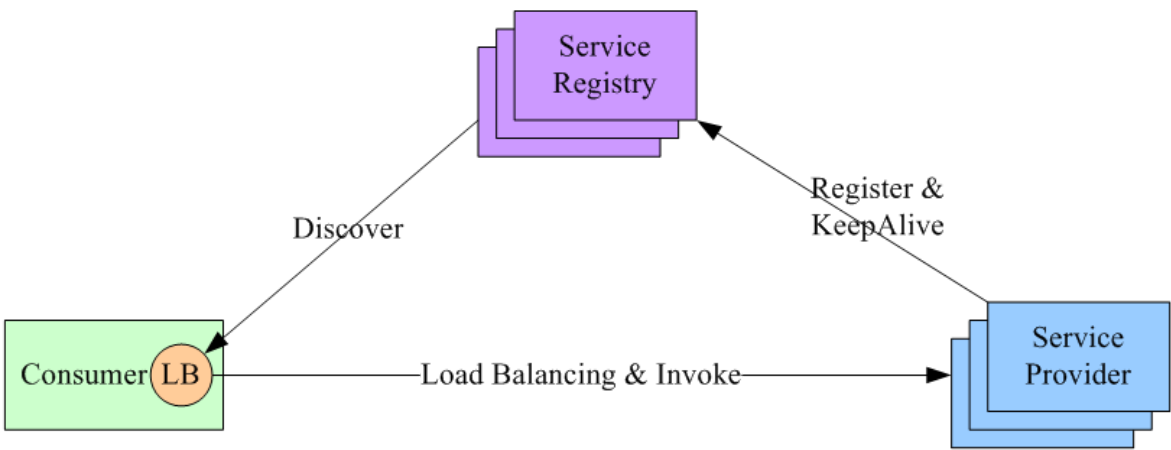 Service
Registry
Register &
KeepAlive
Discover
Service
Provider
Consumer
LB
Load Balancing & Invoke